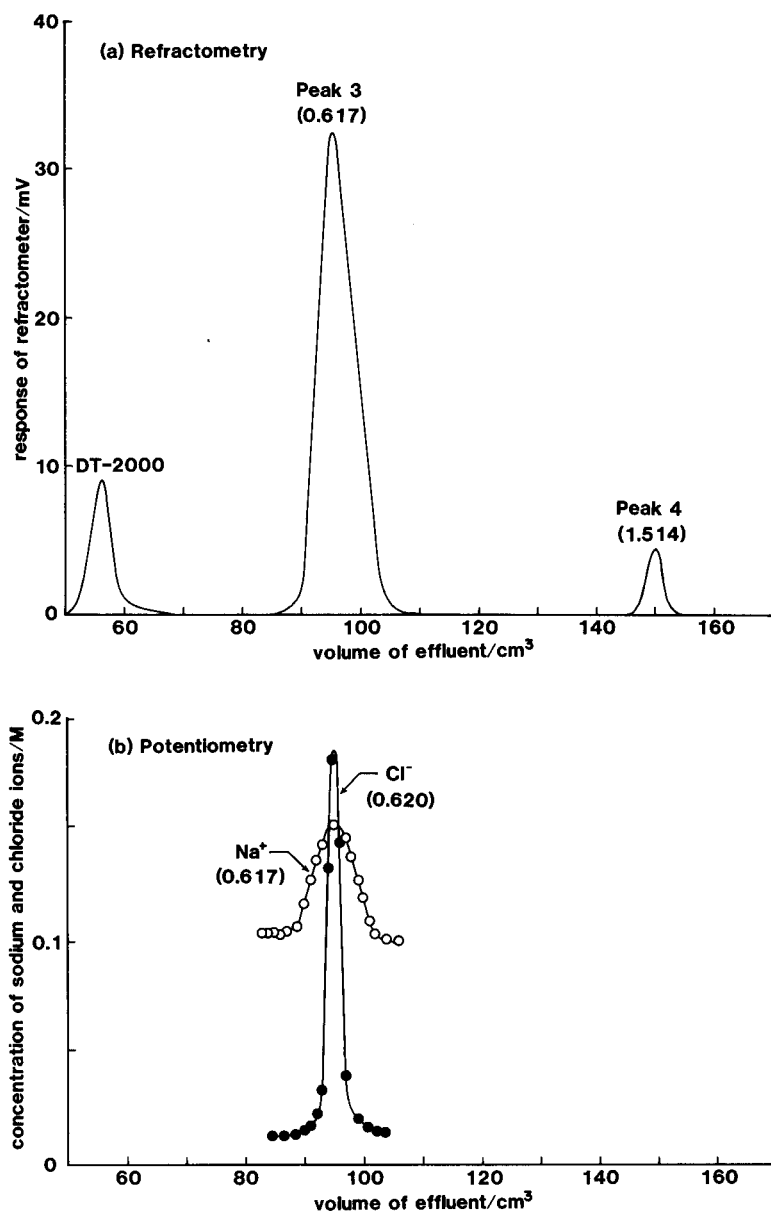 (a) Refractometry
response of refractometer/mV
40
30
20
10
0
DT-2000
Peak 3
(0.617)
Peak 4
(1.514)
60
80
100
120
140
160
volume of effluent/cm³
(b) Potentiometry
concentration of sodium and chloride ions/M
0.2
0.1
0
Cl⁻
(0.620)
Na⁺
(0.617)
60
80
100
120
140
160
volume of effluent/cm³